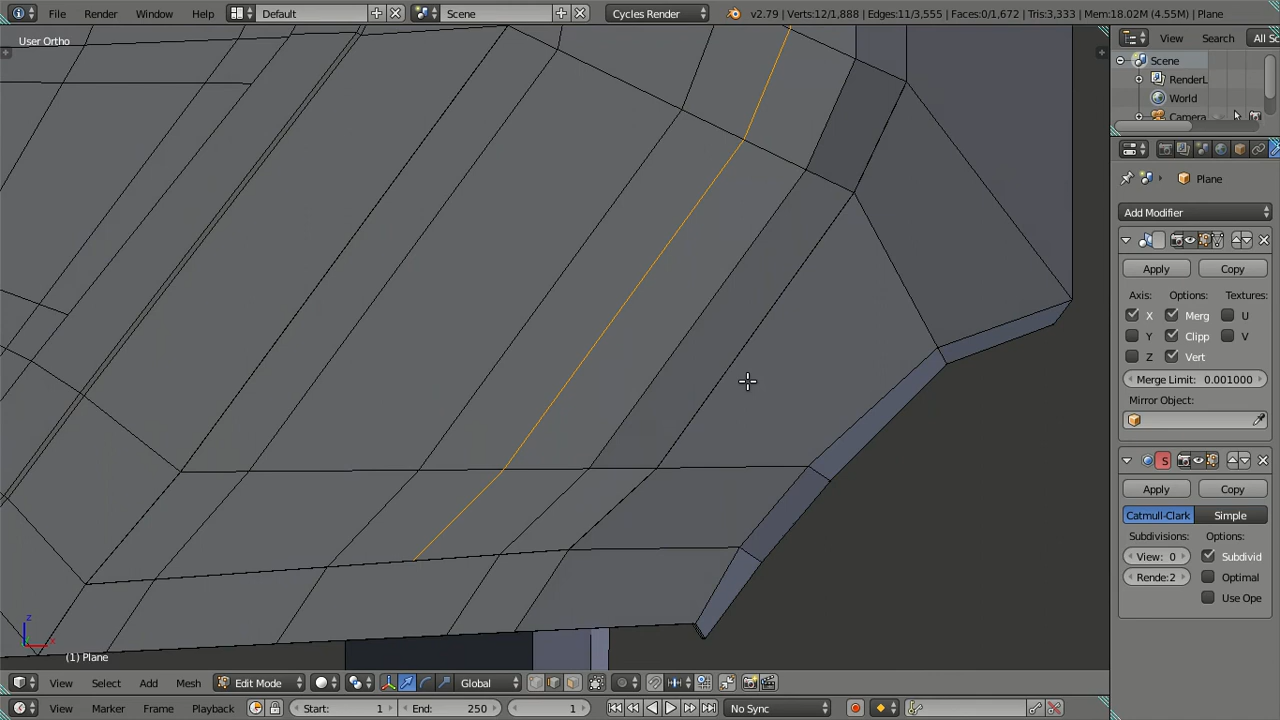 File Render Window Help Default Scene Cycles Render v2.79 | Verts:12/1,888 | Edges:11/3,555 | Faces:0/1,672 | Tris:3,333 | Mem:18.02M (4.55M) | Plane
User Ortho
View Search All Sc
Scene
RenderL
World
Camera
Plane
Add Modifier
Apply Copy
Axis: Options: Textures:
X Merg U
Y Clipp V
Z Vert
Merge Limit: 0.001000
Mirror Object:
S
Apply Copy
Catmull-Clark Simple
Subdivisions: Options:
View: 0 Subdivid
Rende:2 Optimal
Use Ope
z
x
(1) Plane
View Select Add Mesh Edit Mode Global
View Marker Frame Playback Start: 1 End: 250 1 No Sync